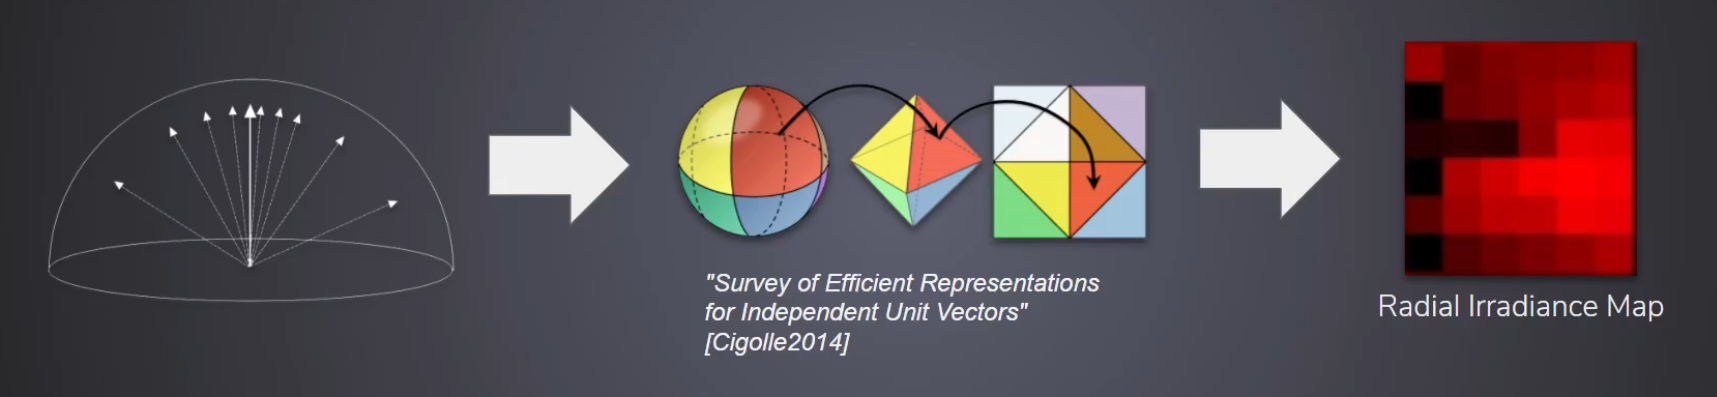 "Survey of Efficient Representations
for Independent Unit Vectors"
[Cigolle2014]
Radial Irradiance Map